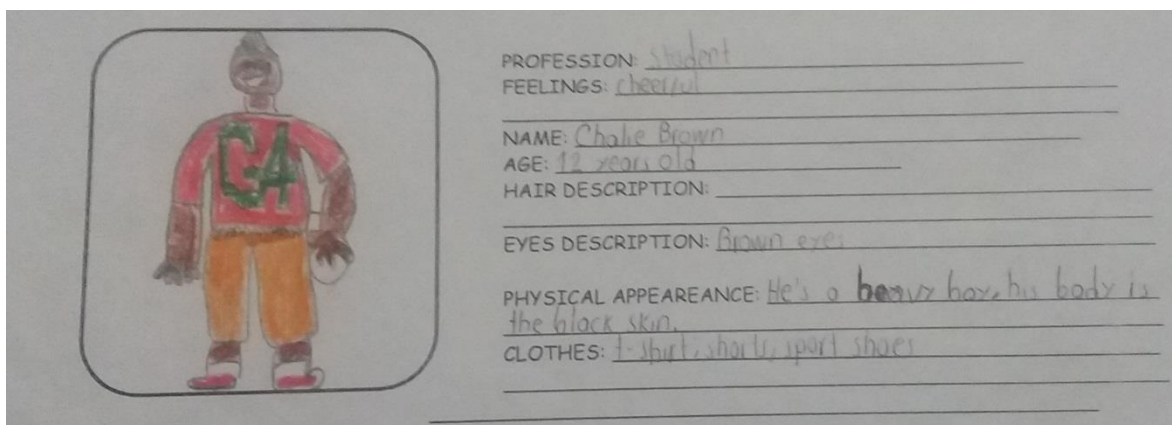 C4
PROFESSION: student
FEELINGS: cheerful
NAME: Chalie Brown
AGE: 12 years old
HAIR DESCRIPTION:
EYES DESCRIPTION: Brown eyes
PHYSICAL APPEAREANCE: He's a heavy boy, his body is
the black skin.
CLOTHES: t-shirt, shorts, sport shoes